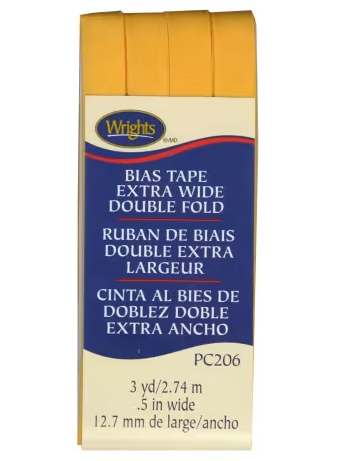 Wrights
®/MD
BIAS TAPE
EXTRA WIDE
DOUBLE FOLD
RUBAN DE BIAIS
DOUBLE EXTRA
LARGEUR
CINTA AL BIES DE
DOBLEZ DOBLE
EXTRA ANCHO
PC206
3 yd/2.74 m
.5 in wide
12.7 mm de large/ancho